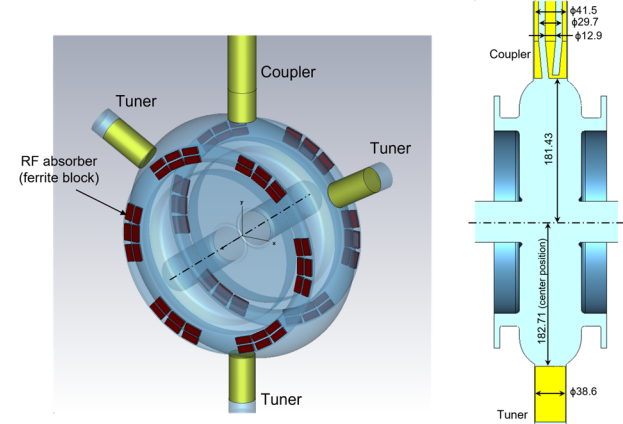 Coupler
Tuner
Tuner
RF absorber
(ferrite block)
y
x
Tuner
ϕ41.5
ϕ29.7
ϕ12.9
Coupler
181.43
182.71 (center position)
ϕ38.6
Tuner